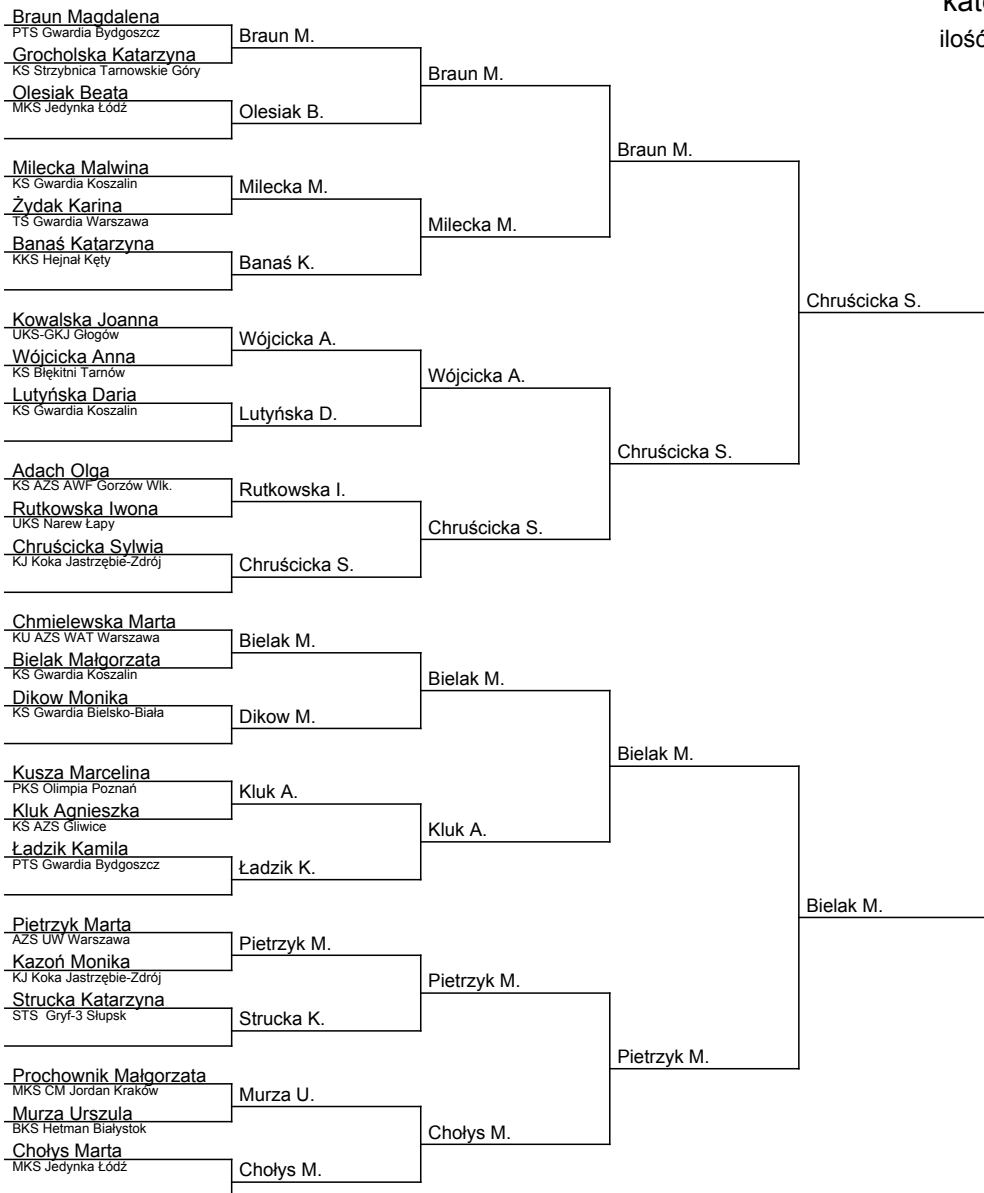 kate
ilość
Braun Magdalena
PTS Gwardia Bydgoszcz
Grocholska Katarzyna
KS Strzybnica Tarnowskie Góry
Olesiak Beata
MKS Jedynka Łódź
Milecka Malwina
KS Gwardia Koszalin
Żydak Karina
TS Gwardia Warszawa
Banaś Katarzyna
KKS Hejnał Kęty
Kowalska Joanna
UKS-GKJ Głogów
Wójcicka Anna
KS Błękitni Tarnów
Lutyńska Daria
KS Gwardia Koszalin
Adach Olga
KS AZS AWF Gorzów Wlk.
Rutkowska Iwona
UKS Narew Łapy
Chruścicka Sylwia
KJ Koka Jastrzębie-Zdrój
Chmielewska Marta
KU AZS WAT Warszawa
Bielak Małgorzata
KS Gwardia Koszalin
Dikow Monika
KS Gwardia Bielsko-Biała
Kusza Marcelina
PKS Olimpia Poznań
Kluk Agnieszka
KS AZS Gliwice
Ładzik Kamila
PTS Gwardia Bydgoszcz
Pietrzyk Marta
AZS UW Warszawa
Kazoń Monika
KJ Koka Jastrzębie-Zdrój
Strucka Katarzyna
STS Gryf-3 Słupsk
Prochownik Małgorzata
MKS CM Jordan Kraków
Murza Urszula
BKS Hetman Białystok
Chołys Marta
MKS Jedynka Łódź
Braun M.
Olesiak B.
Milecka M.
Banaś K.
Wójcicka A.
Lutyńska D.
Rutkowska I.
Chruścicka S.
Bielak M.
Dikow M.
Kluk A.
Ładzik K.
Pietrzyk M.
Strucka K.
Murza U.
Chołys M.
Braun M.
Milecka M.
Wójcicka A.
Chruścicka S.
Bielak M.
Kluk A.
Pietrzyk M.
Chołys M.
Braun M.
Chruścicka S.
Bielak M.
Pietrzyk M.
Chruścicka S.
Bielak M.